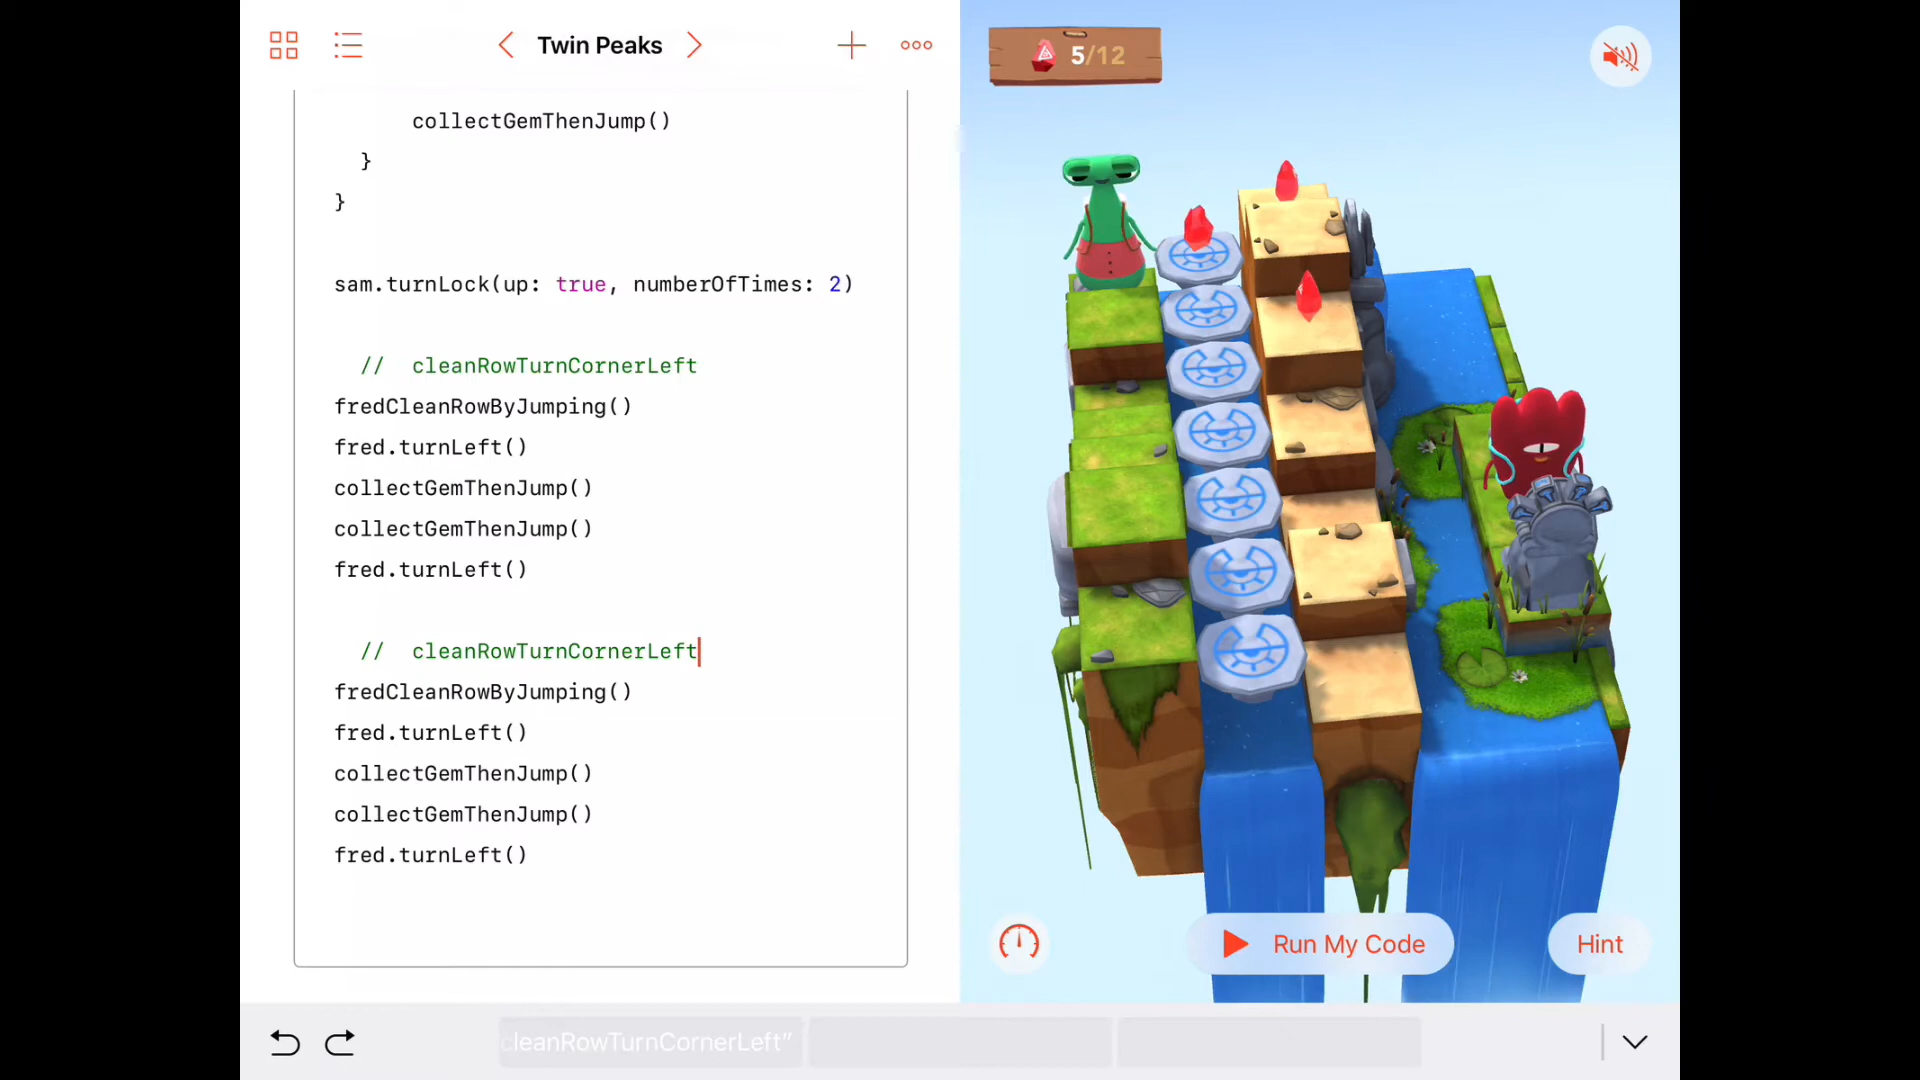 Twin Peaks
collectGemThenJump()
}
}
sam.turnLock(up: true, numberOfTimes: 2)
// cleanRowTurnCornerLeft
fredCleanRowByJumping()
fred.turnLeft()
collectGemThenJump()
collectGemThenJump()
fred.turnLeft()
// cleanRowTurnCornerLeft
fredCleanRowByJumping()
fred.turnLeft()
collectGemThenJump()
collectGemThenJump()
fred.turnLeft()
cleanRowTurnCornerLeft”
5/12
Run My Code
Hint